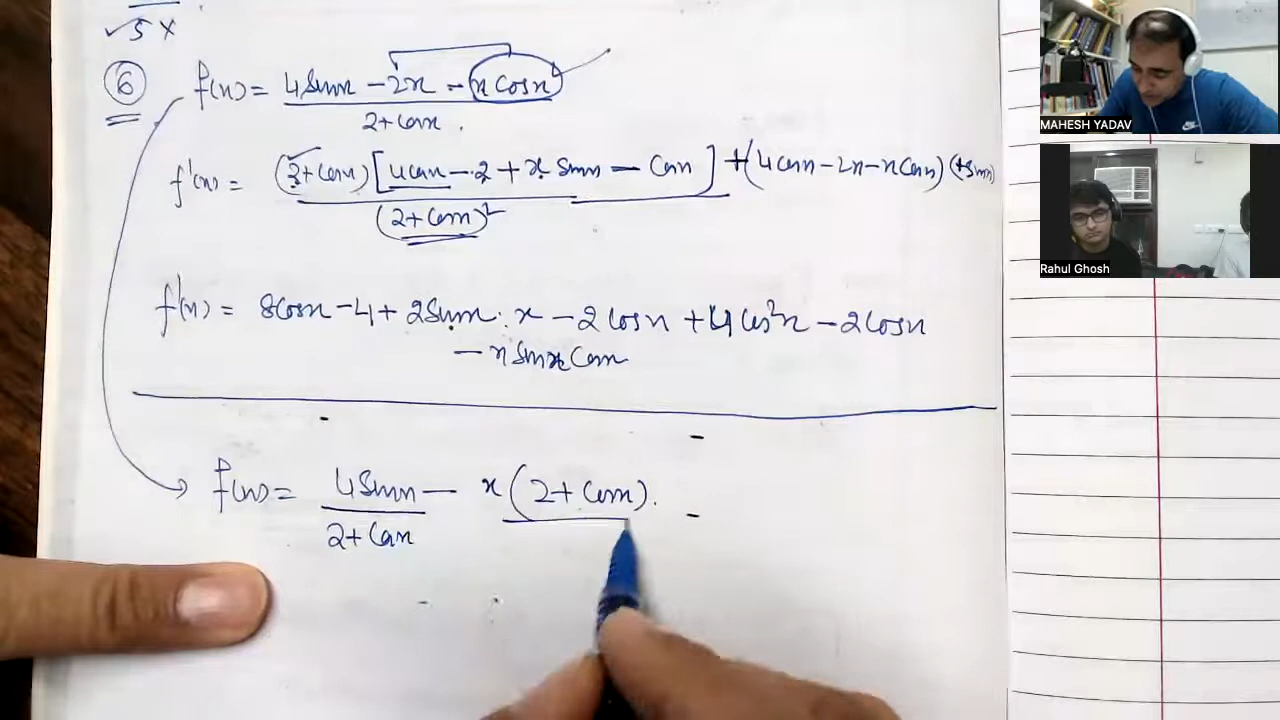 √5 x
6 f(x) = 4Sinx - 2x - x Cosx
2 + Cosx .
f'(x) = (2+Cosx) [4Cosx - 2 + x Sinx - Cosx] + (4Sinx - 2x - xCosx) (+Sinx)
(2+Cosx)²
f'(x) = 8Cosx - 4 + 2Sinx . x - 2Cosx + 4Cos²x - 2Cosx
- x Sinx Cosx
f(x) = 4Sinx - x (2 + Cosx).
2+Cosx
MAHESH YADAV
Rahul Ghosh